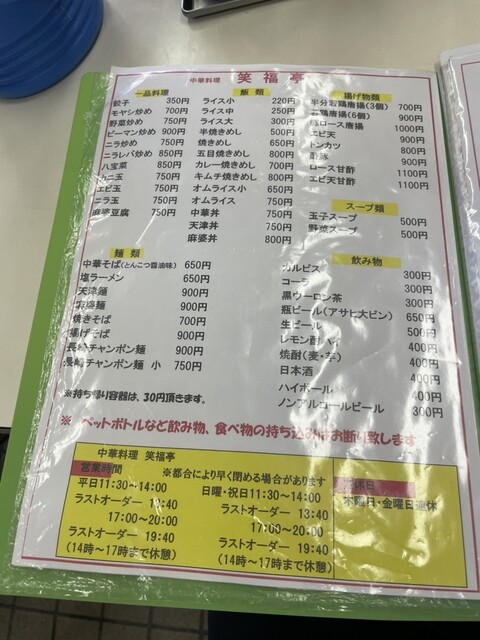 中華料理 笑福亭
一品料理
餃子 350円
モヤシ炒め 700円
野菜炒め 750円
ピーマン炒め 900円
ニラ炒め 750円
ニラレバ炒め 850円
八宝菜 850円
カニ玉 750円
エビ玉 750円
ニラ玉 750円
麻婆豆腐 750円
飯類
ライス小 220円
ライス中 250円
ライス大 300円
半焼きめし 500円
焼きめし 650円
五目焼きめし 800円
カレー焼きめし 700円
キムチ焼きめし 800円
オムライス小 650円
オムライス 750円
中華丼 750円
天津丼 750円
麻婆丼 800円
揚げ物類
半分若鶏唐揚(3個) 700円
若鶏唐揚(6個) 900円
豚ロース唐揚 1000円
エビ天 900円
トンカツ 800円
酢豚 900円
ロース甘酢 1100円
エビ天甘酢 1100円
スープ類
玉子スープ 500円
野菜スープ 500円
麺類
中華そば(とんこつ醤油味) 650円
塩ラーメン 650円
天津麺 900円
麻婆麺 900円
焼きそば 700円
揚げそば 900円
長崎チャンポン麺 900円
長崎チャンポン麺 小 750円
※持ち帰り容器は、30円頂きます。
飲み物
カルピス 300円
コーラ 300円
黒ウーロン茶 300円
瓶ビール(アサヒ大ビン) 650円
生ビール 500円
レモン酎ハイ 400円
焼酎(麦・芋) 400円
日本酒 400円
ハイボール 400円
ノンアルコールビール 300円
※ ペットボトルなど飲み物、食べ物の持ち込みはお断り致します
中華料理 笑福亭
営業時間 ※都合により早く閉める場合があります
平日11:30~14:00
ラストオーダー 13:40
17:00~20:00
ラストオーダー 19:40
(14時~17時まで休憩)
日曜・祝日11:30~14:00
ラストオーダー 13:40
17:00~20:00
ラストオーダー 19:40
(14時~17時まで休憩)
定休日
木曜日・金曜日連休